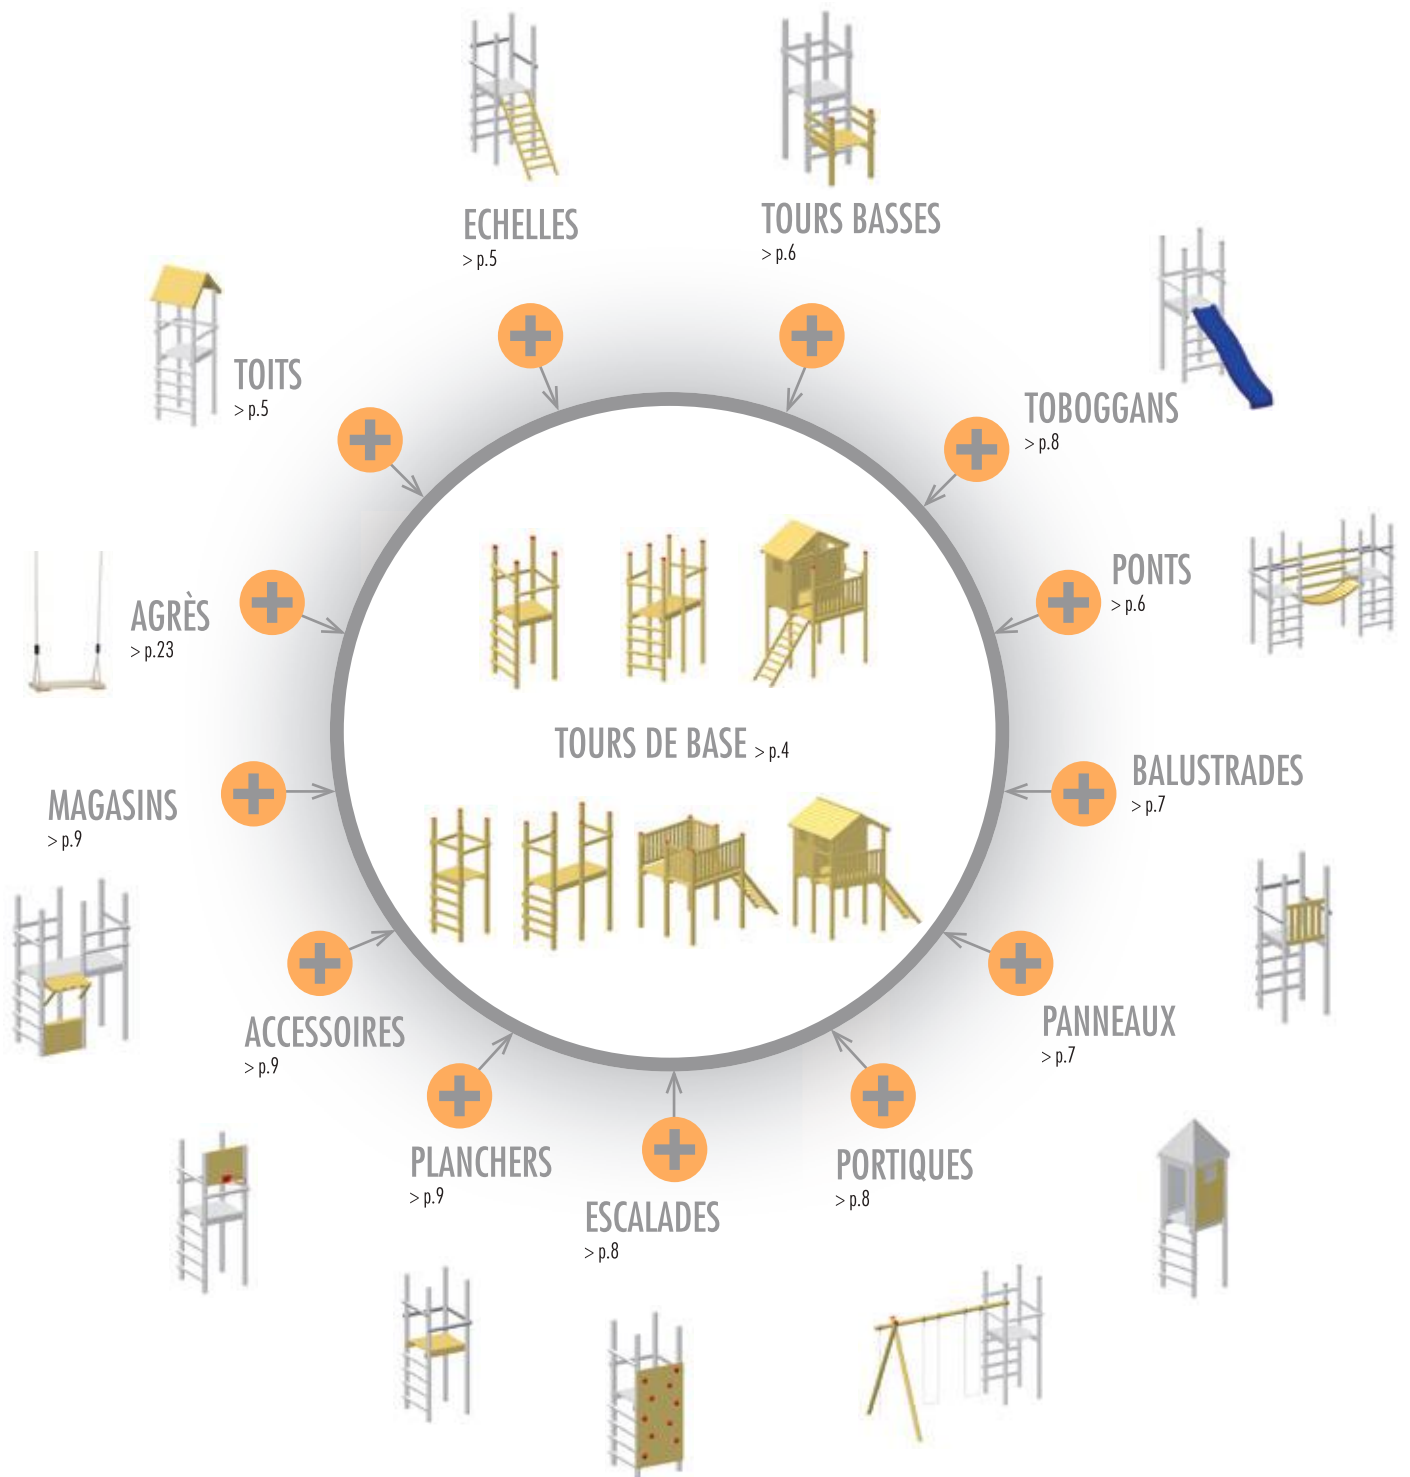 ECHELLES
> p.5
TOURS BASSES
> p.6
TOITS
> p.5
TOBOGGANS
> p.8
AGRÈS
> p.23
PONTS
> p.6
TOURS DE BASE > p.4
MAGASINS
> p.9
BALUSTRADES
> p.7
ACCESSOIRES
> p.9
PANNEAUX
> p.7
PLANCHERS
> p.9
PORTIQUES
> p.8
ESCALADES
> p.8